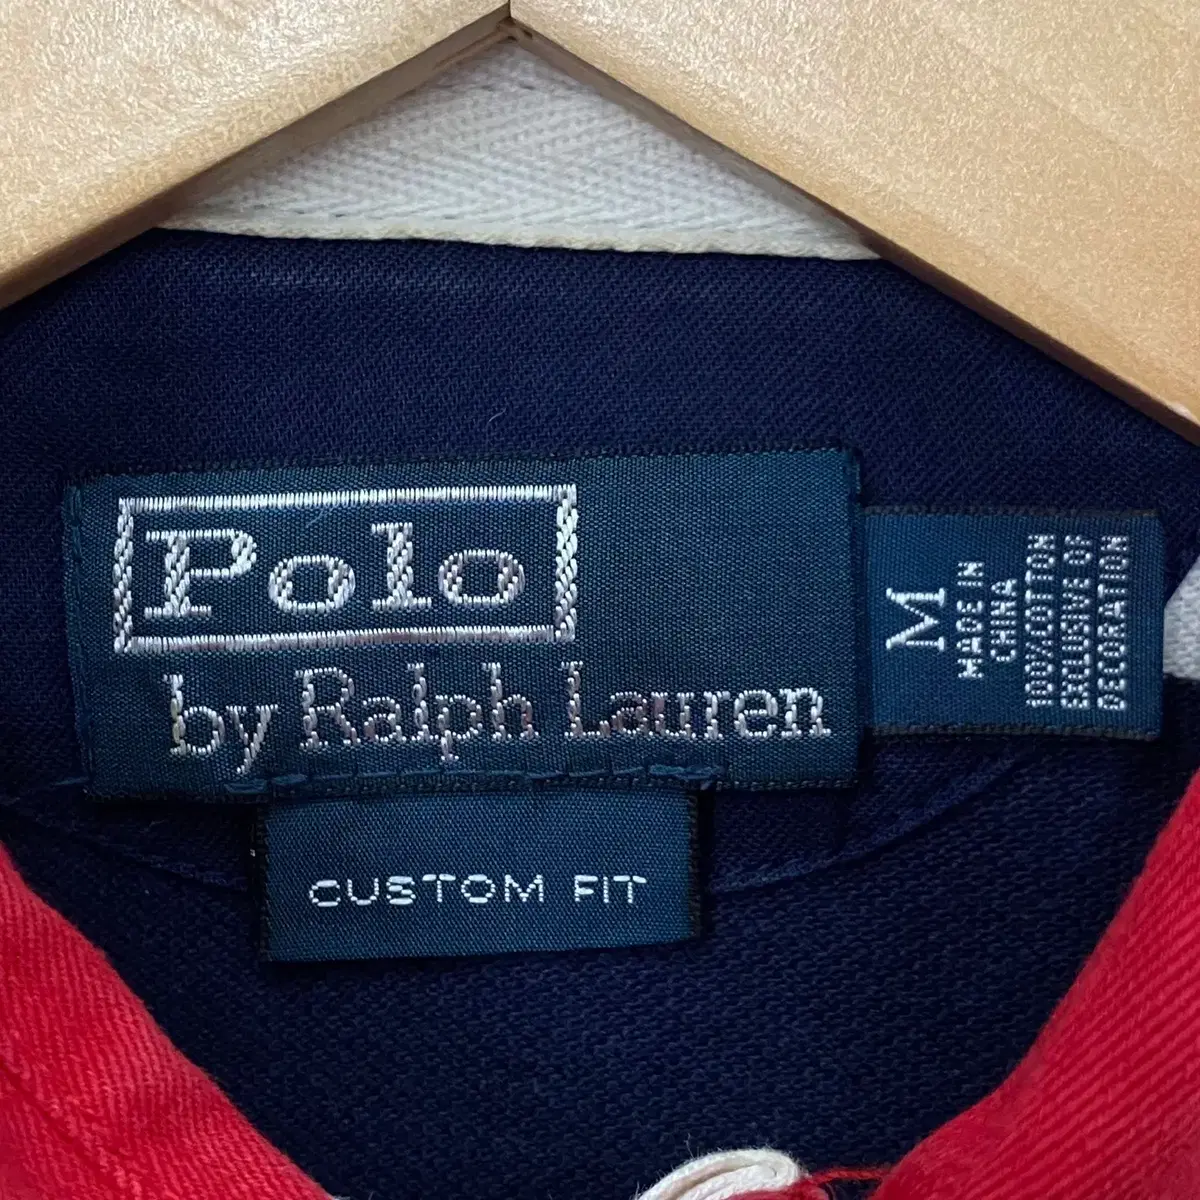 Polo
by Ralph Lauren
CUSTOM FIT
M
MADE IN
CHINA
100% COTTON
EXCLUSIVE OF
DECORATION